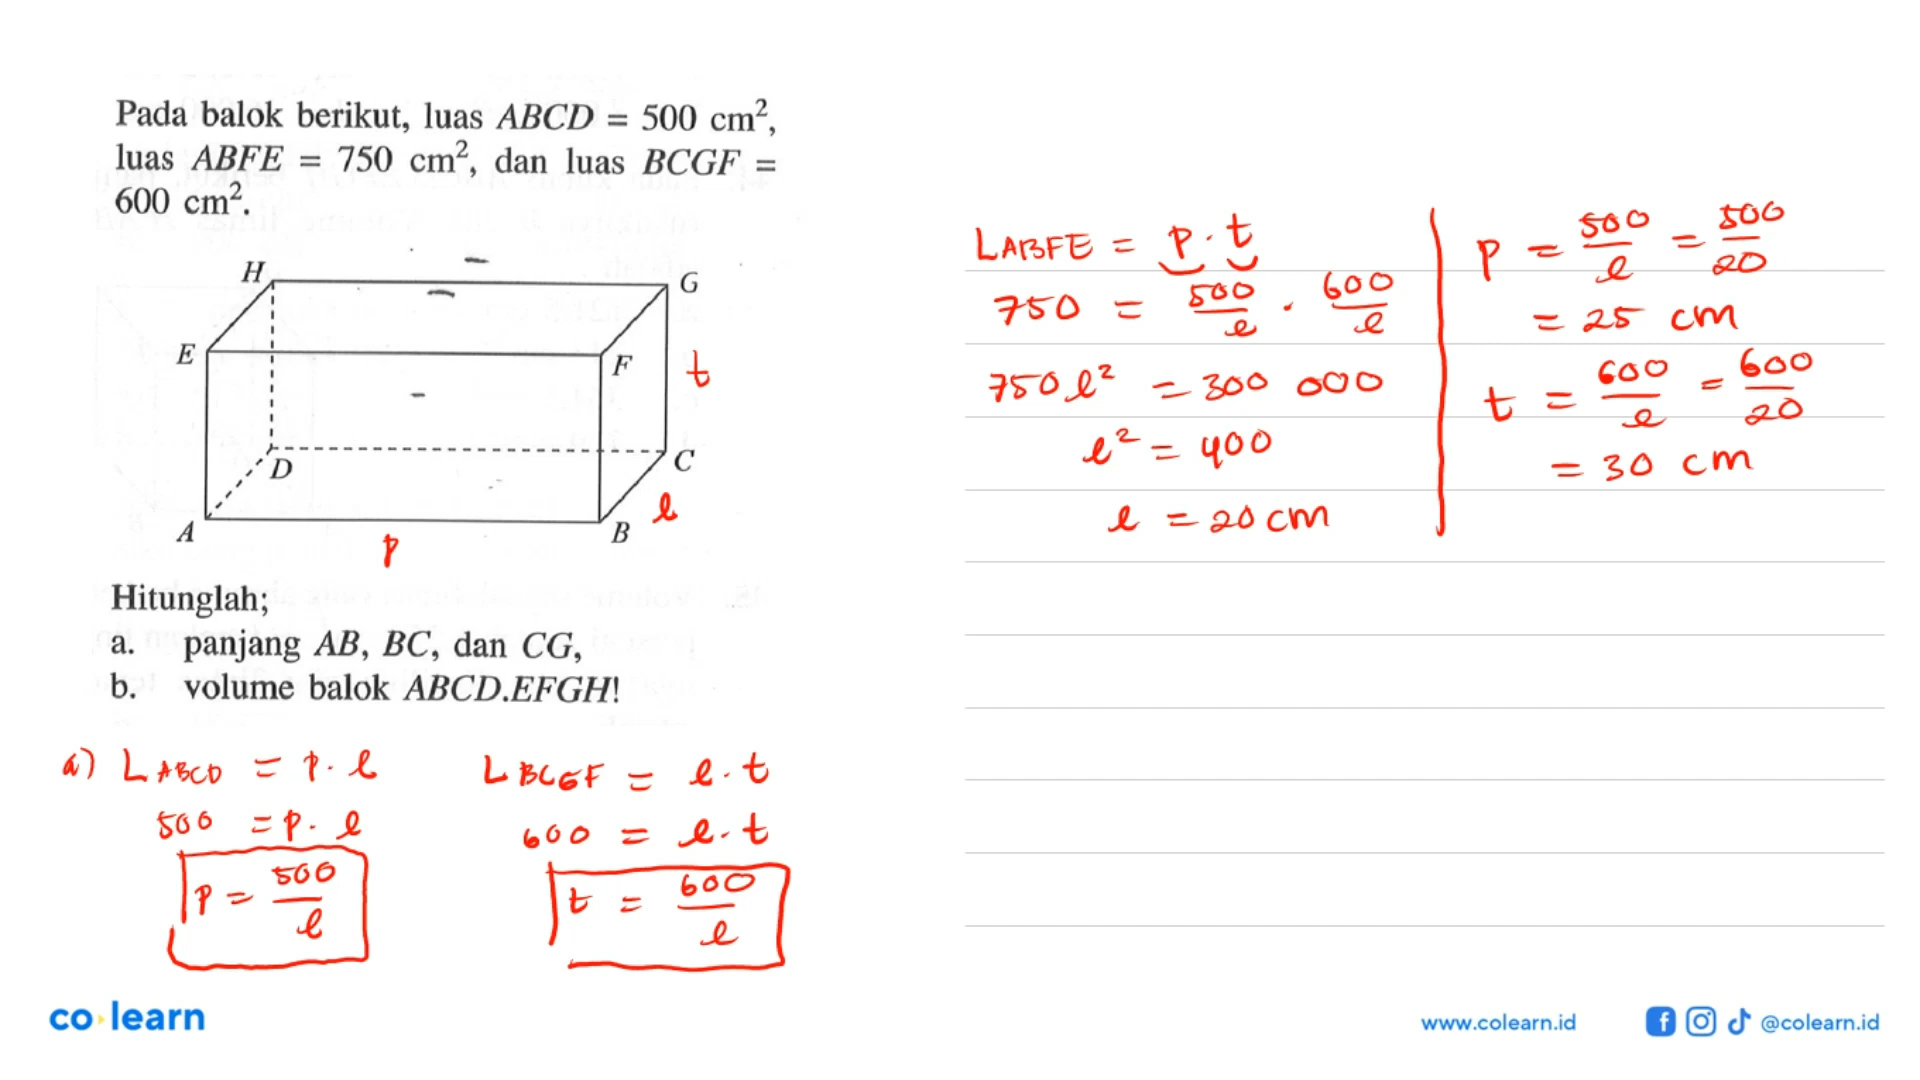 Pada balok berikut, luas ABCD = 500 cm²,
luas ABFE = 750 cm², dan luas BCGF =
600 cm².
H
G
E
F
t
D
C
l
A
B
p
Hitunglah;
a. panjang AB, BC, dan CG,
b. volume balok ABCD.EFGH!
a) L ABCD = p . l
500 = p . l
p = 500/l
L BCGF = l . t
600 = l . t
t = 600/l
L ABFE = p . t
750 = 500/l . 600/l
750 l² = 300 000
l² = 400
l = 20 cm
p = 500/l = 500/20
= 25 cm
t = 600/l = 600/20
= 30 cm
co learn
www.colearn.id
@colearn.id